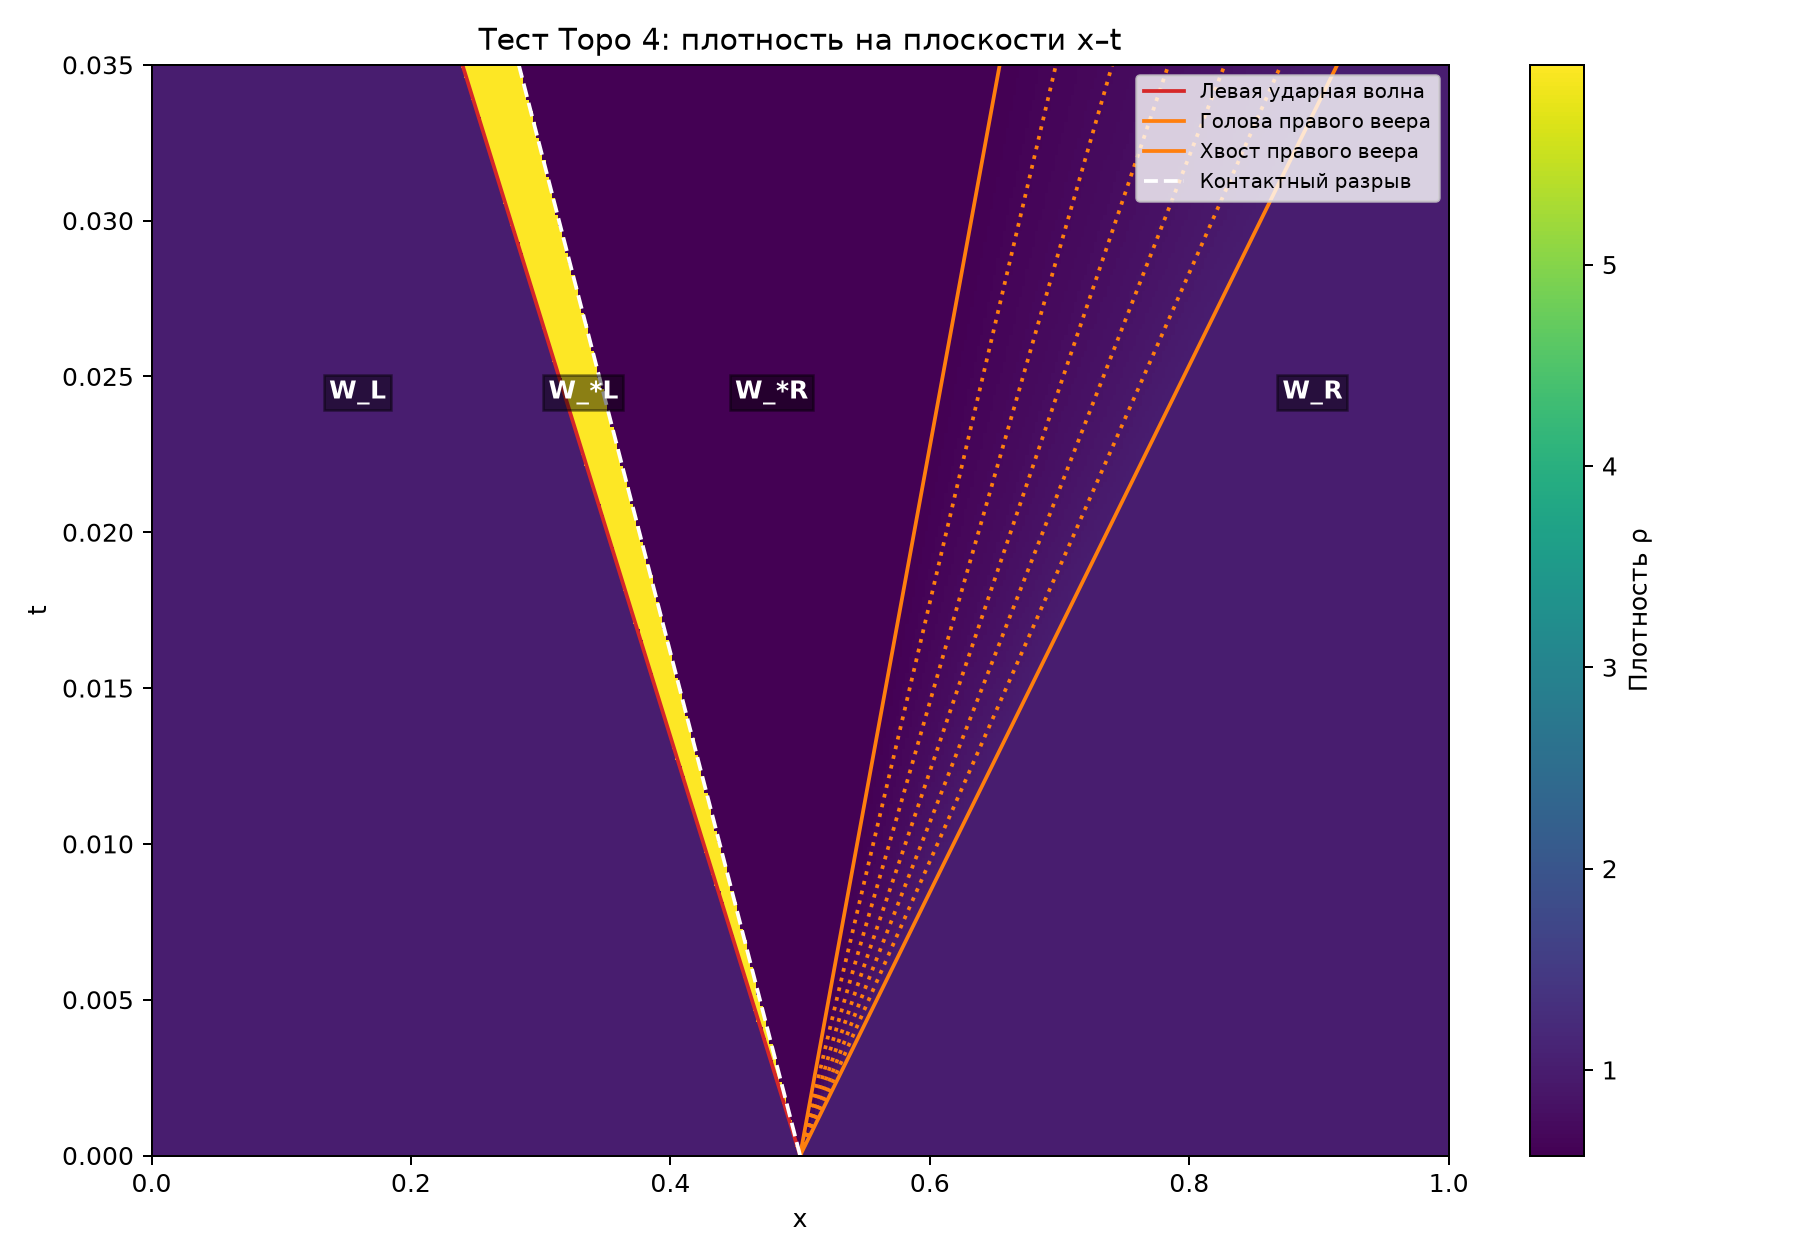 Тест Торо 4: плотность на плоскости x–t
Левая ударная волна
Голова правого веера
Хвост правого веера
Контактный разрыв
W_L
W_*L
W_*R
W_R
0.035
0.030
0.025
0.020
0.015
0.010
0.005
0.000
t
0.0
0.2
0.4
0.6
0.8
1.0
x
5
4
3
2
1
Плотность ρ